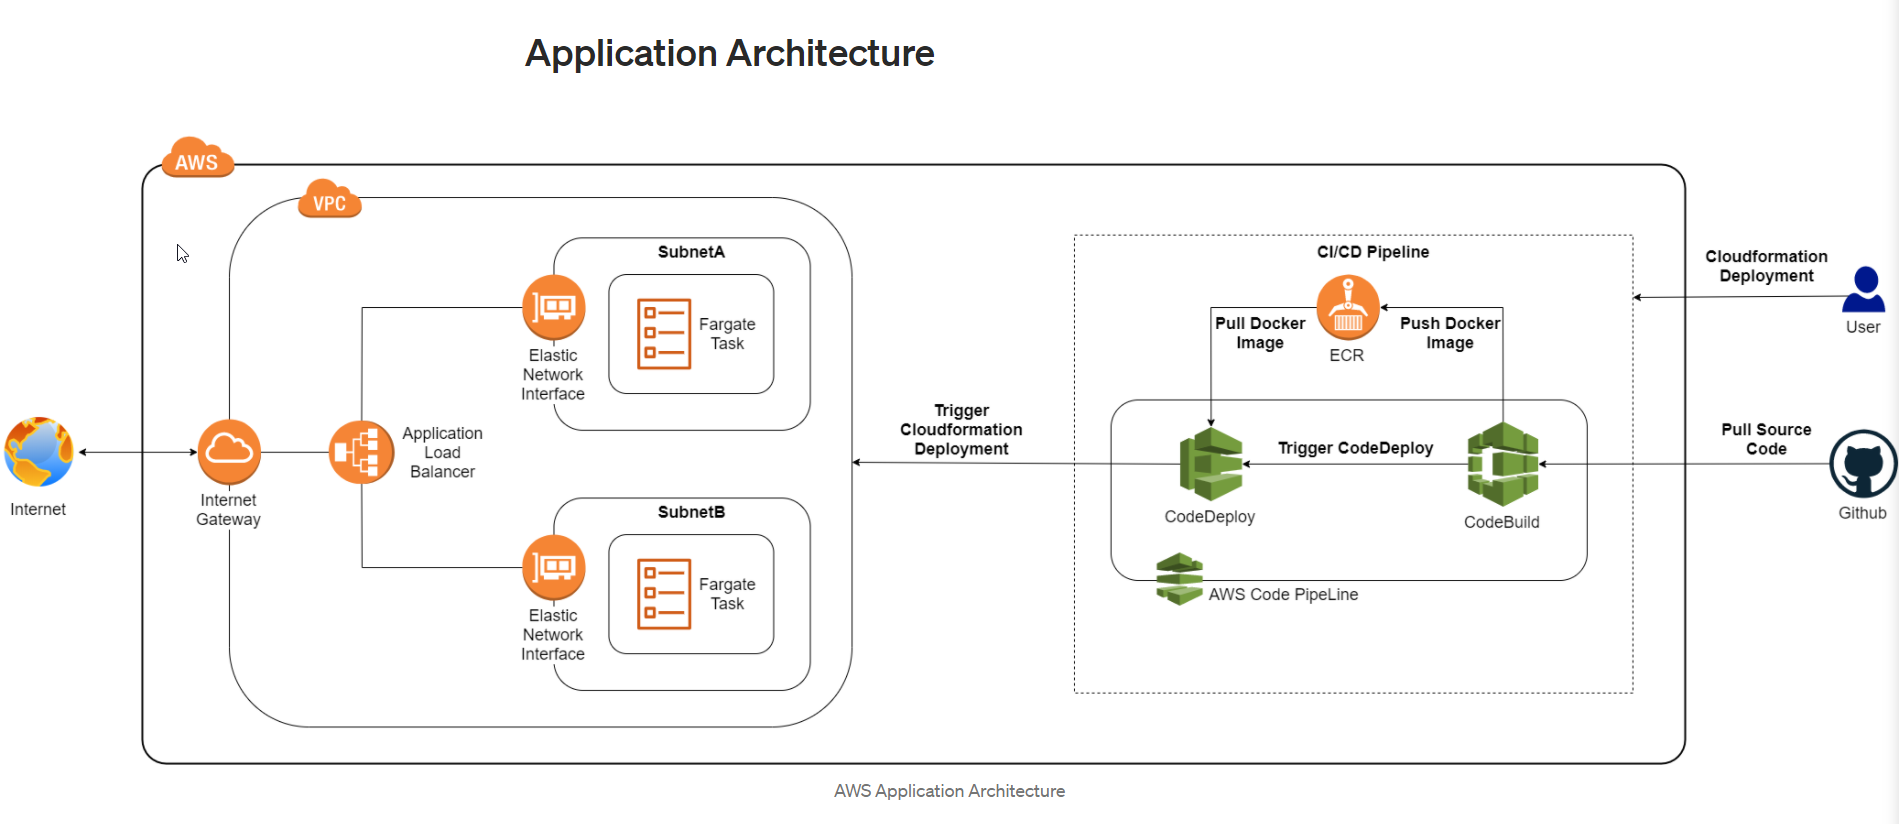 Application Architecture
AWS
VPC
SubnetA
Fargate
Task
Elastic
Network
Interface
Application
Load
Balancer
Internet
Internet
Gateway
SubnetB
Fargate
Task
Elastic
Network
Interface
Trigger
Cloudformation
Deployment
CI/CD Pipeline
Pull Docker
Image
Push Docker
Image
ECR
Trigger CodeDeploy
CodeDeploy
CodeBuild
AWS Code PipeLine
Cloudformation
Deployment
User
Pull Source
Code
Github
AWS Application Architecture